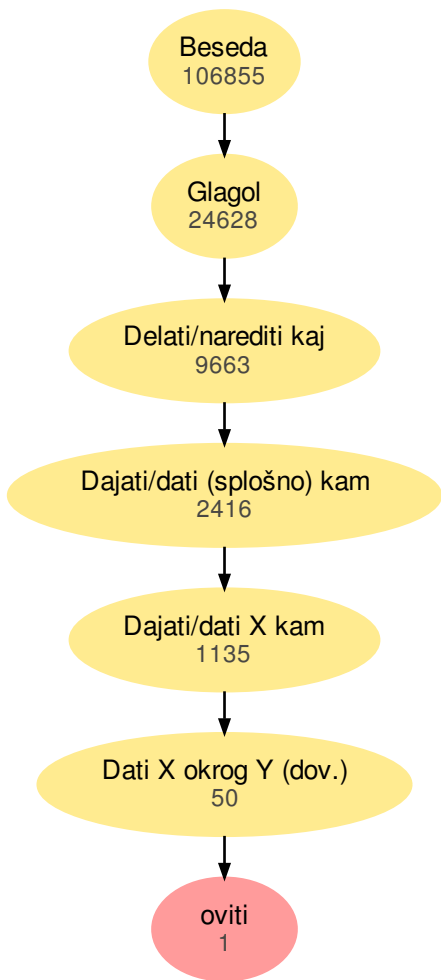 Beseda
106855
Glagol
24628
Delati/narediti kaj
9663
Dajati/dati (splošno) kam
2416
Dajati/dati X kam
1135
Dati X okrog Y (dov.)
50
oviti
1